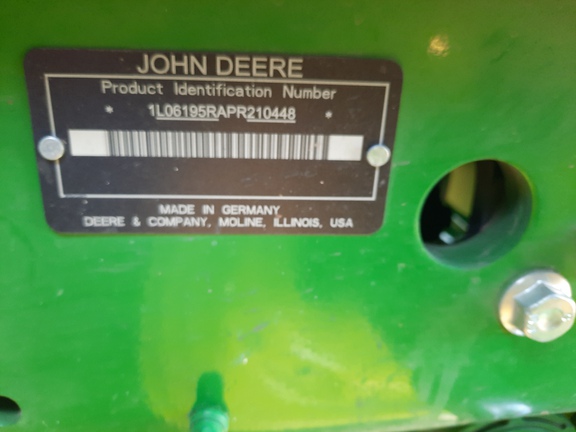 JOHN DEERE
Product Identification Number
* 1L06195RAPR210448 *
MADE IN GERMANY
DEERE & COMPANY, MOLINE, ILLINOIS, USA